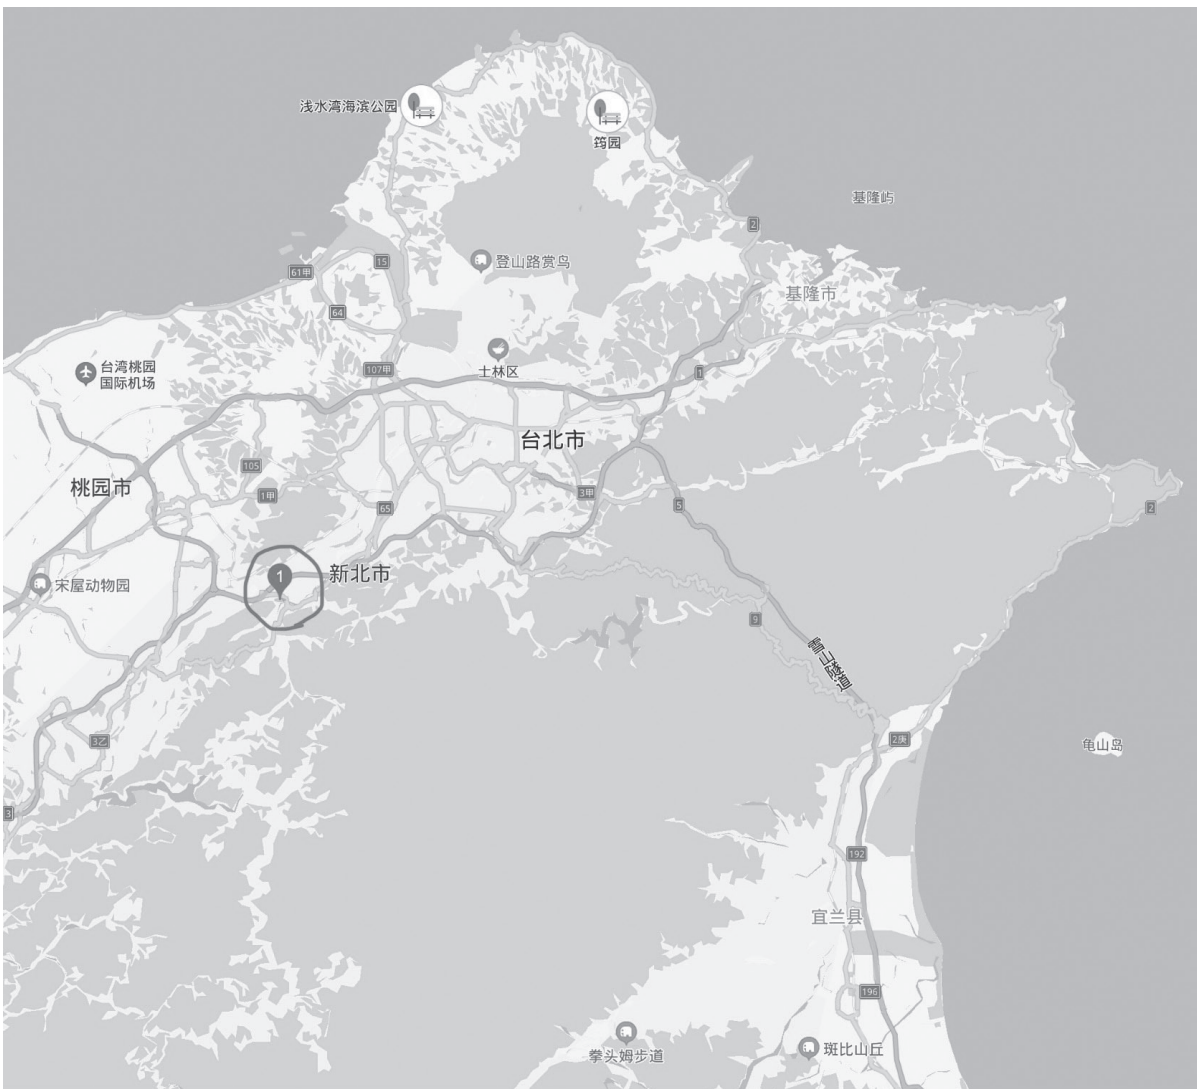 浅水湾海滨公园
筠园
基隆屿
2
登山路赏鸟
15
61甲
基隆市
64
士林区
107甲
1
台湾桃园
国际机场
台北市
105
桃园市
1甲
3甲
65
5
2
1
新北市
宋屋动物园
9
雪山隧道
3乙
2庚
龟山岛
3
192
宜兰县
196
拳头姆步道
斑比山丘